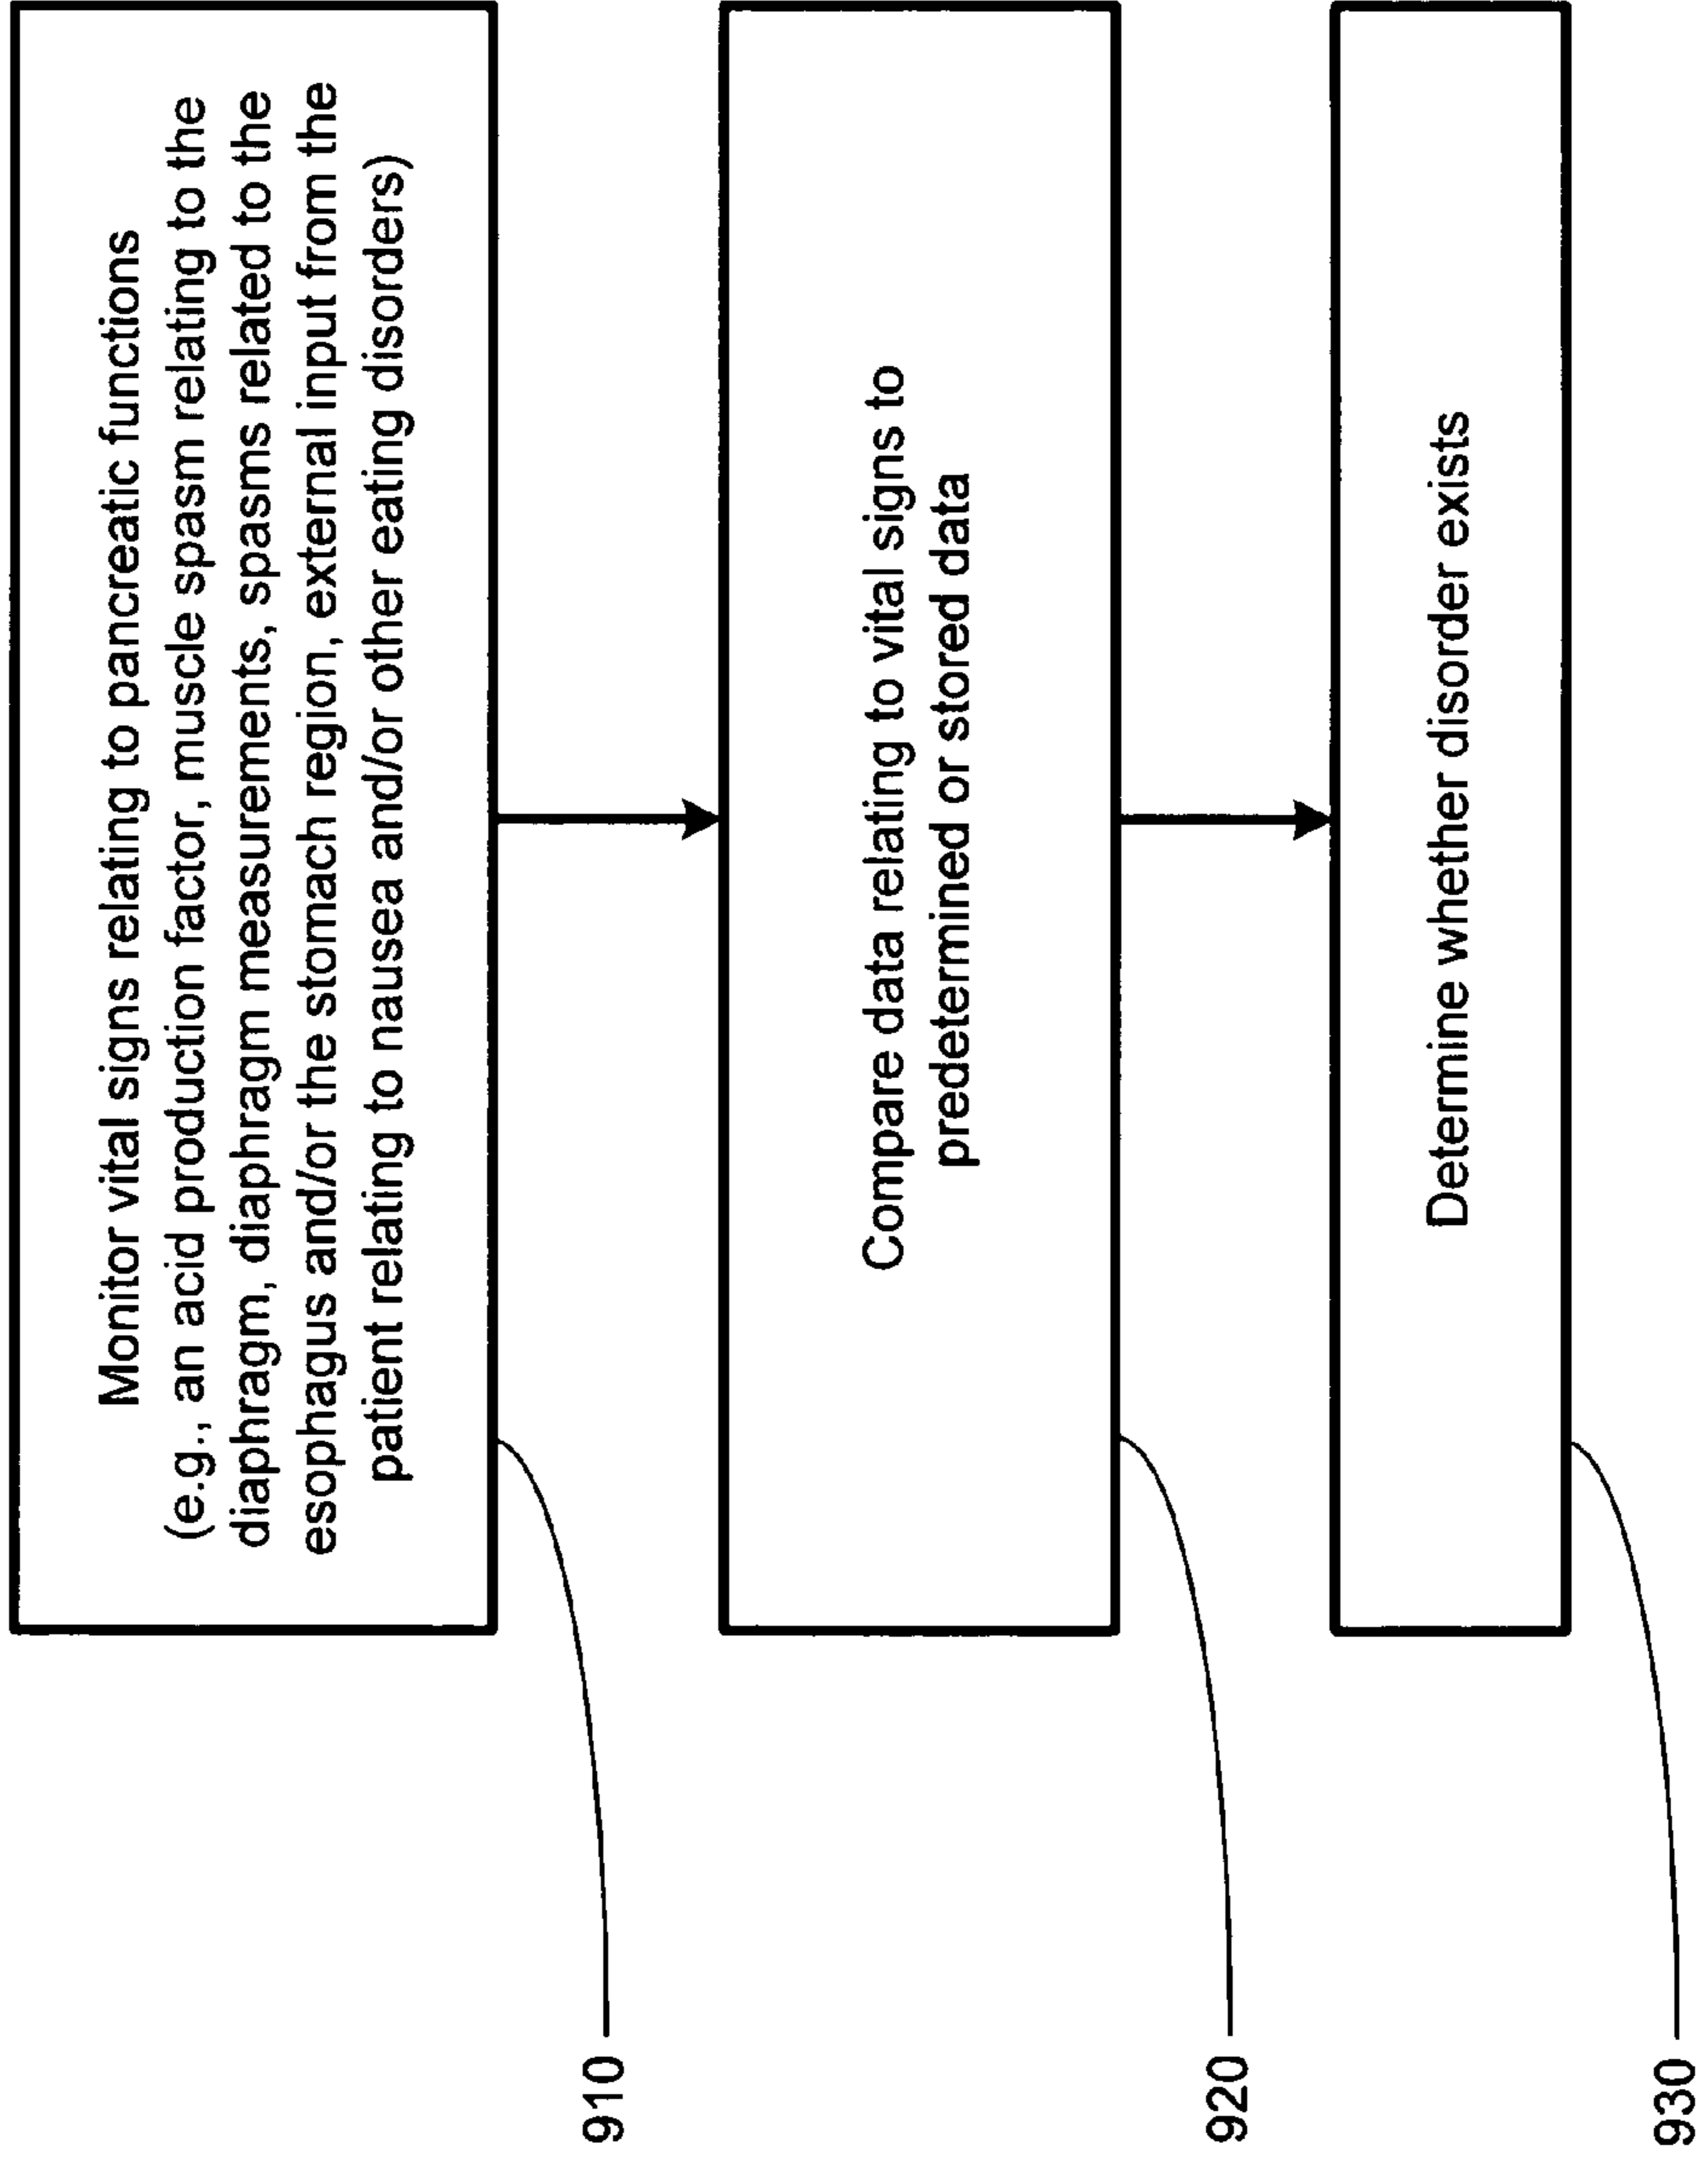 Monitor vital signs relating to pancreatic functions
(e.g., an acid production factor, muscle spasm relating to the
diaphragm, diaphragm measurements, spasms related to the
esophagus and/or the stomach region, external input from the
patient relating to nausea and/or other eating disorders)
910
Compare data relating to vital signs to
predetermined or stored data
920
Determine whether disorder exists
930